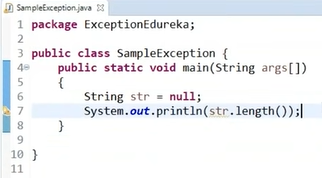 SampleException.java
1 package ExceptionEdureka;
2
3 public class SampleException {
4 public static void main(String args[])
5 {
6 String str = null;
7 System.out.println(str.length());
8 }
9
10 }
11